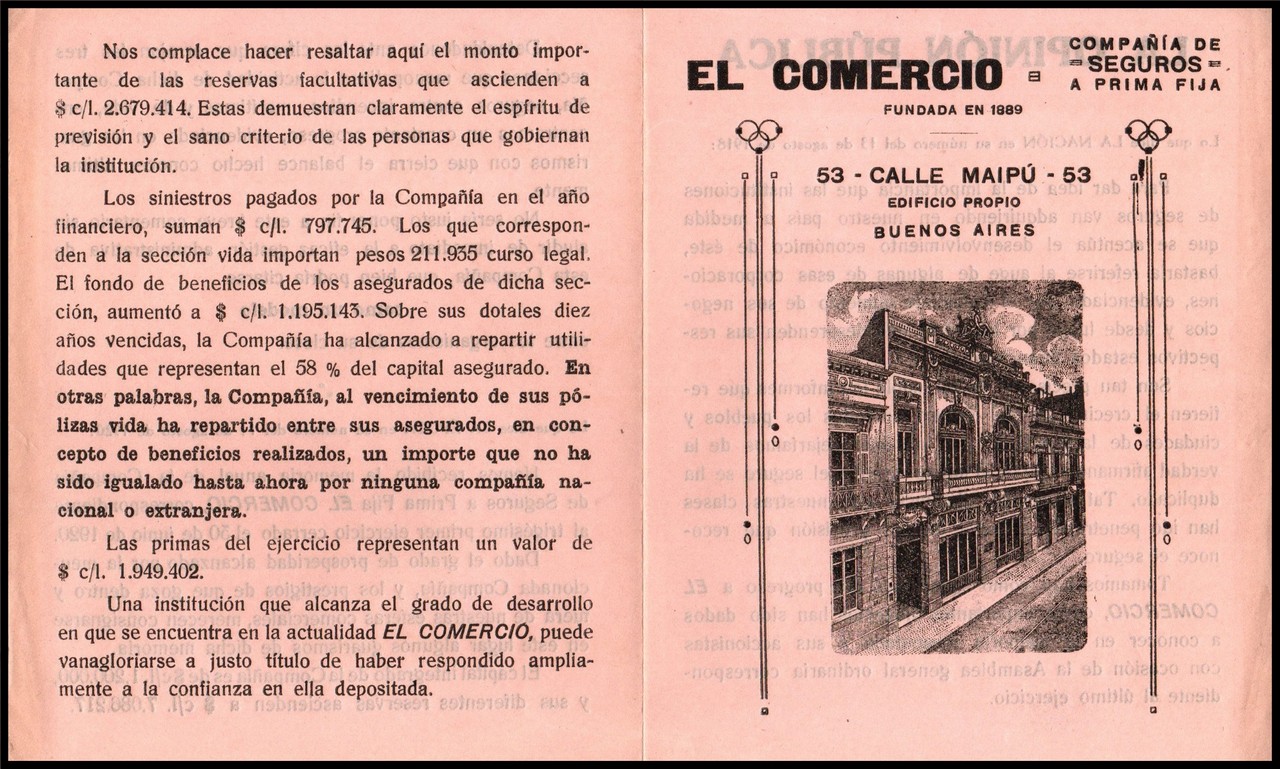 Nos complace hacer resaltar aquí el monto impor-
tante de las reservas facultativas que ascienden a
$ c/l. 2.679.414. Estas demuestran claramente el espíritu de
previsión y el sano criterio de las personas que gobiernan
la institución.
Los siniestros pagados por la Compañía en el año
financiero, suman $ c/l. 797.745. Los que correspon-
den a la sección vida importan pesos 211.935 curso legal.
El fondo de beneficios de los asegurados de dicha sec-
ción, aumentó a $ c/l. 1.195.143. Sobre sus dotales diez
años vencidas, la Compañía ha alcanzado a repartir utili-
dades que representan el 58 % del capital asegurado. En
otras palabras, la Compañía, al vencimiento de sus pó-
lizas vida, ha repartido entre sus asegurados, en con-
cepto de beneficios realizados, un importe que no ha
sido igualado hasta ahora por ninguna compañía na-
cional o extranjera.
Las primas del ejercicio representan un valor de
$ c/l. 1.949.402.
Una institución que alcanza el grado de desarrollo
en que se encuentra en la actualidad EL COMERCIO, puede
vanagloriarse a justo título de haber respondido amplia-
mente a la confianza en ella depositada.
EL COMERCIO = COMPAÑÍA DE
SEGUROS
A PRIMA FIJA
FUNDADA EN 1889
53 - CALLE MAIPÚ - 53
EDIFICIO PROPIO
BUENOS AIRES